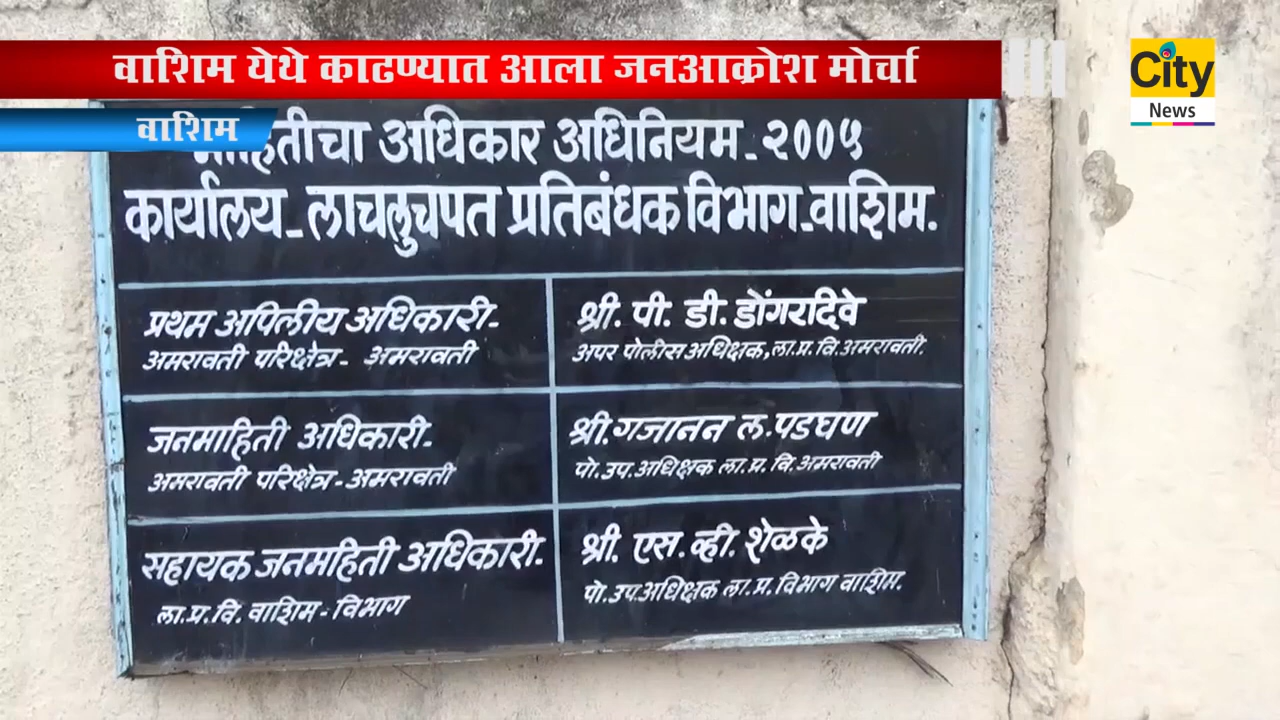 वाशिम येथे काढण्यात आला जनआक्रोश मोर्चा
City
News
वाशिम
माहितीचा अधिकार अधिनियम - २००५
कार्यालय - लाचलुचपत प्रतिबंधक विभाग - वाशिम.
प्रथम अपिलीय अधिकारी-
अमरावती परिक्षेत्र - अमरावती
श्री. पी. डी. डोंगरदिवे
अपर पोलीस अधिक्षक, ला.प्र.वि.अमरावती.
जनमाहिती अधिकारी-
अमरावती परिक्षेत्र - अमरावती
श्री. गजानन ल. पडघण
पो.उप.अधिक्षक ला.प्र.वि.अमरावती
सहायक जनमहिती अधिकारी.
ला.प्र.वि. वाशिम - विभाग
श्री. एस. व्ही. शेळके
पो.उप.अधिक्षक ला.प्र.विभाग वाशिम.